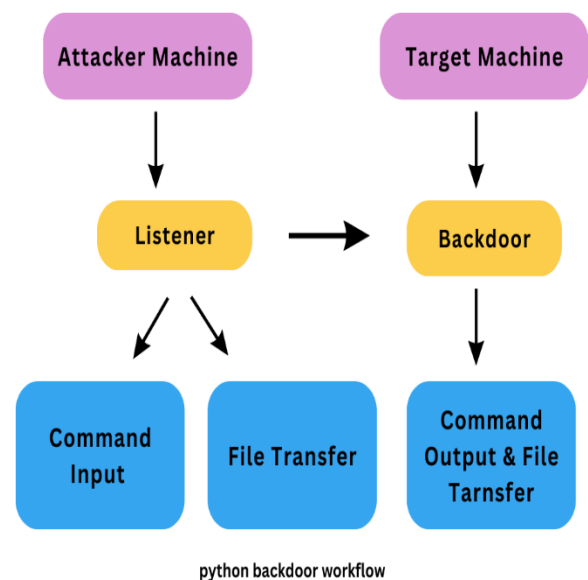 Attacker Machine
Target Machine
Listener
Backdoor
Command
Input
File Transfer
Command
Output & File
Tarnsfer
python backdoor workflow